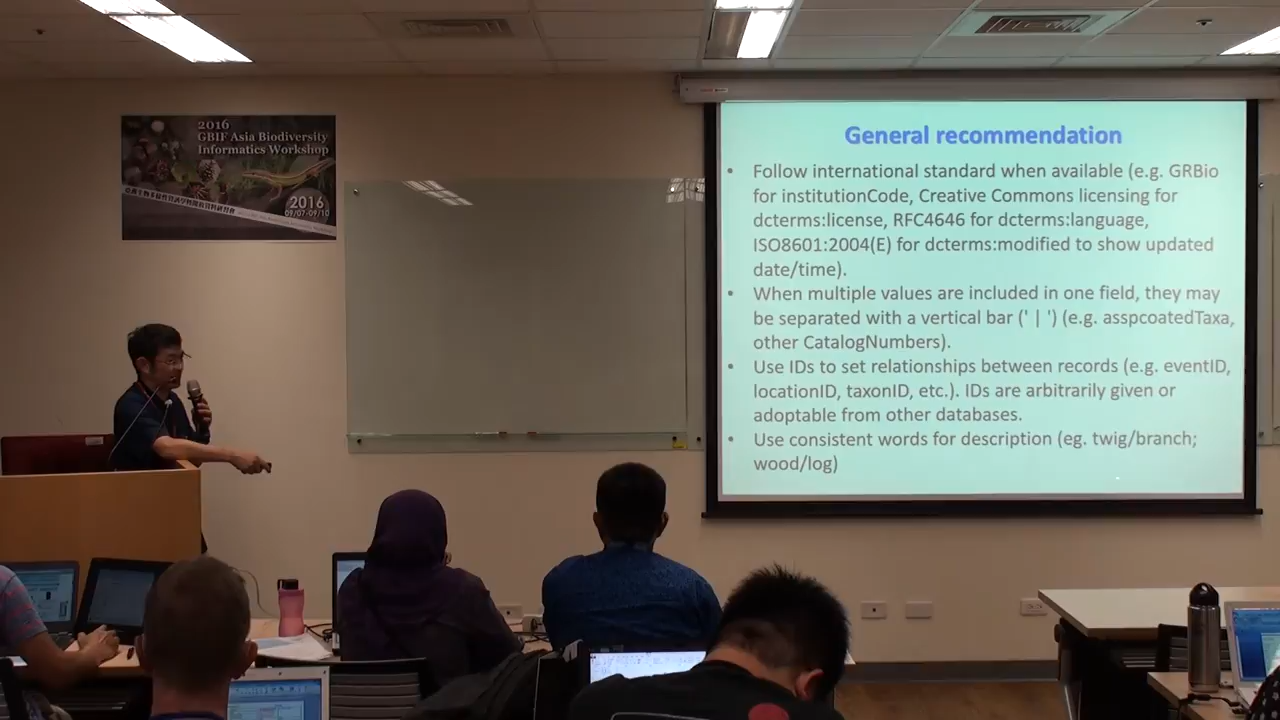 2016
GBIF Asia Biodiversity
Informatics Workshop
2016
09/07-09/10
General recommendation
• Follow international standard when available (e.g. GRBio
for institutionCode, Creative Commons licensing for
dcterms:license, RFC4646 for dcterms:language,
ISO8601:2004(E) for dcterms:modified to show updated
date/time).
• When multiple values are included in one field, they may
be separated with a vertical bar (' | ') (e.g. asspcoatedTaxa,
other CatalogNumbers).
• Use IDs to set relationships between records (e.g. eventID,
locationID, taxonID, etc.). IDs are arbitrarily given or
adoptable from other databases.
• Use consistent words for description (eg. twig/branch;
wood/log)